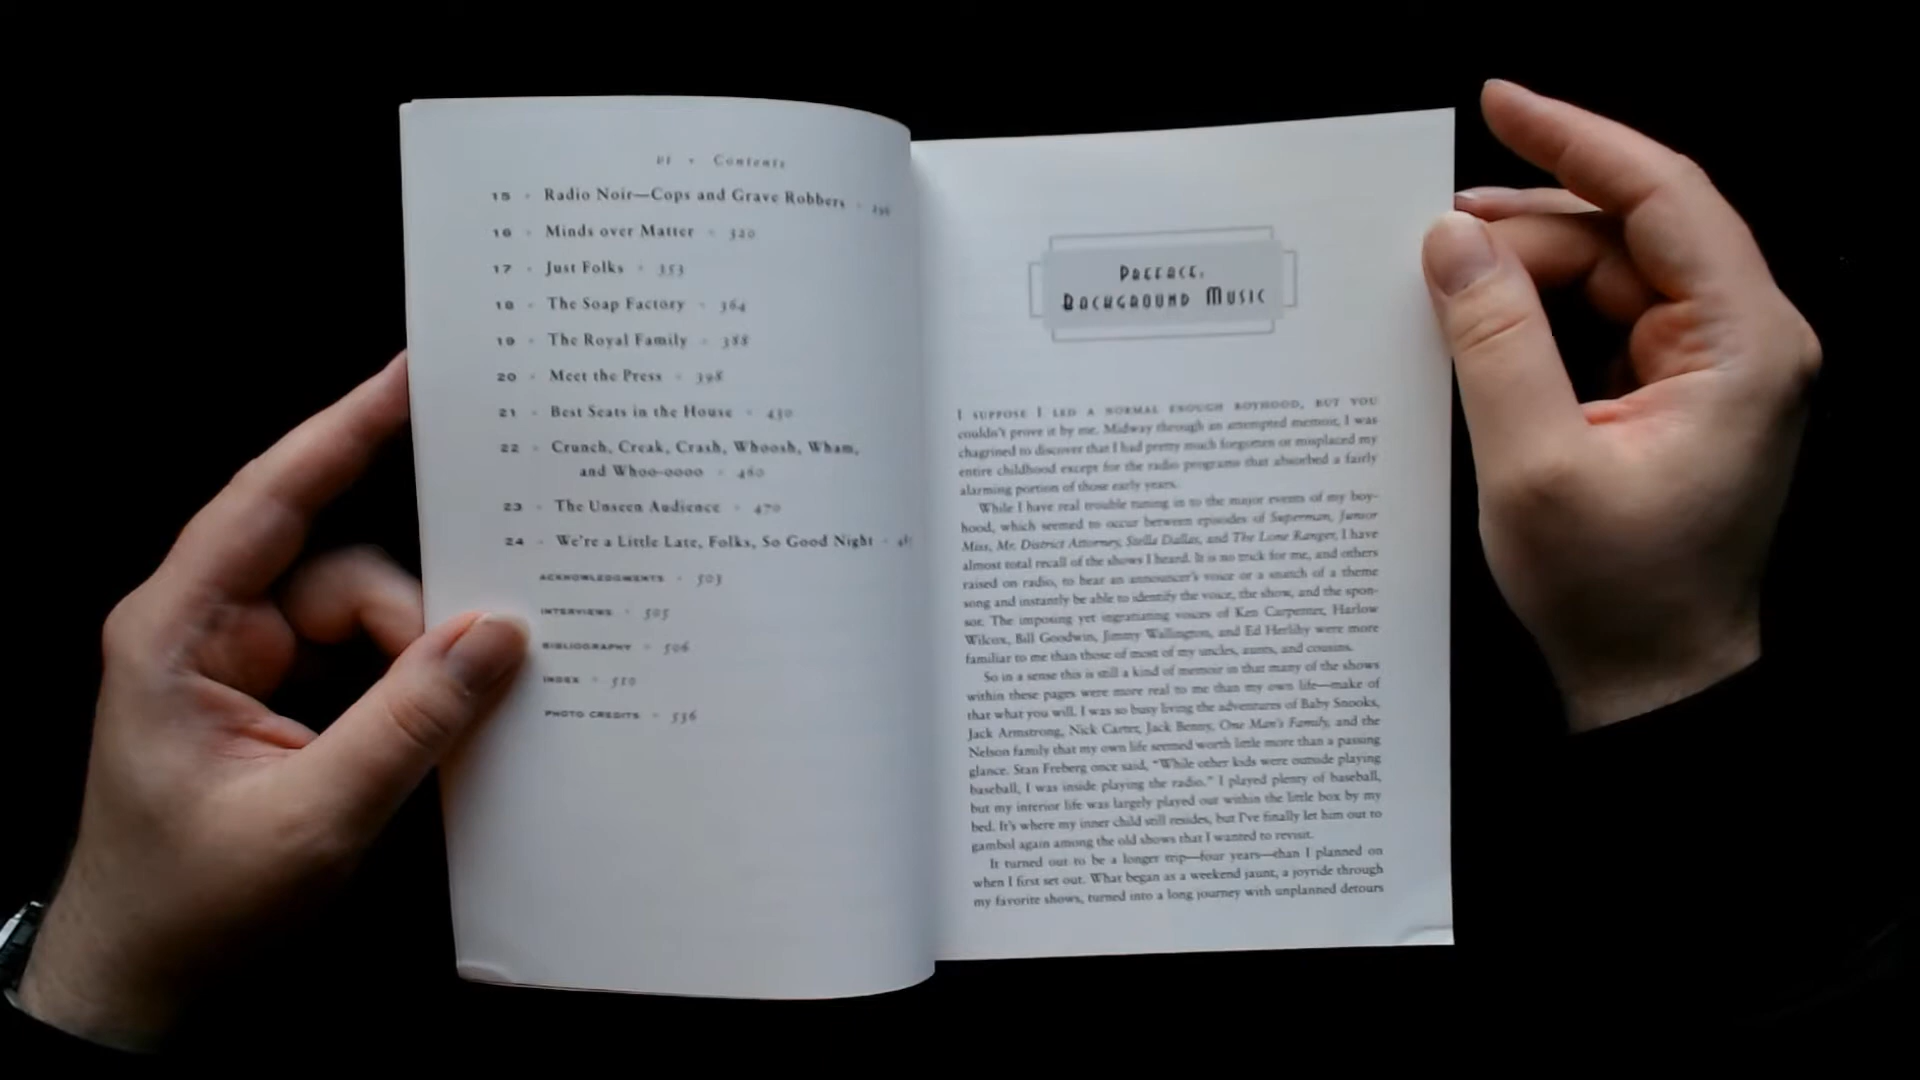 vi • Contents
15 • Radio Noir—Cops and Grave Robbers •
16 • Minds over Matter • 320
17 • Just Folks • 353
18 • The Soap Factory • 364
19 • The Royal Family • 388
20 • Meet the Press • 398
21 • Best Seats in the House • 430
22 • Crunch, Creak, Crash, Whoosh, Wham,
and Whoo-oooo • 460
23 • The Unseen Audience • 470
24 • We're a Little Late, Folks, So Good Night •
ACKNOWLEDGMENTS • 503
INTERVIEWS • 505
BIBLIOGRAPHY • 506
INDEX • 510
PHOTO CREDITS • 536
PREFACE:
BACKGROUND MUSIC
I SUPPOSE I LED A NORMAL ENOUGH BOYHOOD, BUT YOU
couldn't prove it by me. Midway through an attempted memoir, I was
chagrined to discover that I had pretty much forgotten or misplaced my
entire childhood except for the radio programs that absorbed a fairly
alarming portion of those early years.
While I have real trouble tuning in to the major events of my boy-
hood, which seemed to occur between episodes of Superman, Junior
Miss, Mr. District Attorney, Stella Dallas, and The Lone Ranger, I have
almost total recall of the shows I heard. It is no trick for me, and others
raised on radio, to hear an announcer's voice or a snatch of a theme
song and instantly be able to identify the voice, the show, and the spon-
sor. The imposing yet ingratiating voices of Ken Carpenter, Harlow
Wilcox, Bill Goodwin, Jimmy Wallington, and Ed Herlihy were more
familiar to me than those of most of my uncles, aunts, and cousins.
So in a sense this is still a kind of memoir in that many of the shows
within these pages were more real to me than my own life—make of
that what you will. I was so busy living the adventures of Baby Snooks,
Jack Armstrong, Nick Carter, Jack Benny, One Man's Family, and the
Nelson family that my own life seemed worth little more than a passing
glance. Stan Freberg once said, "While other kids were outside playing
baseball, I was inside playing the radio." I played plenty of baseball,
but my interior life was largely played out within the little box by my
bed. It's where my inner child still resides, but I've finally let him out to
gambol again among the old shows that I wanted to revisit.
It turned out to be a longer trip—four years—than I planned on
when I first set out. What began as a weekend jaunt, a joyride through
my favorite shows, turned into a long journey with unplanned detours